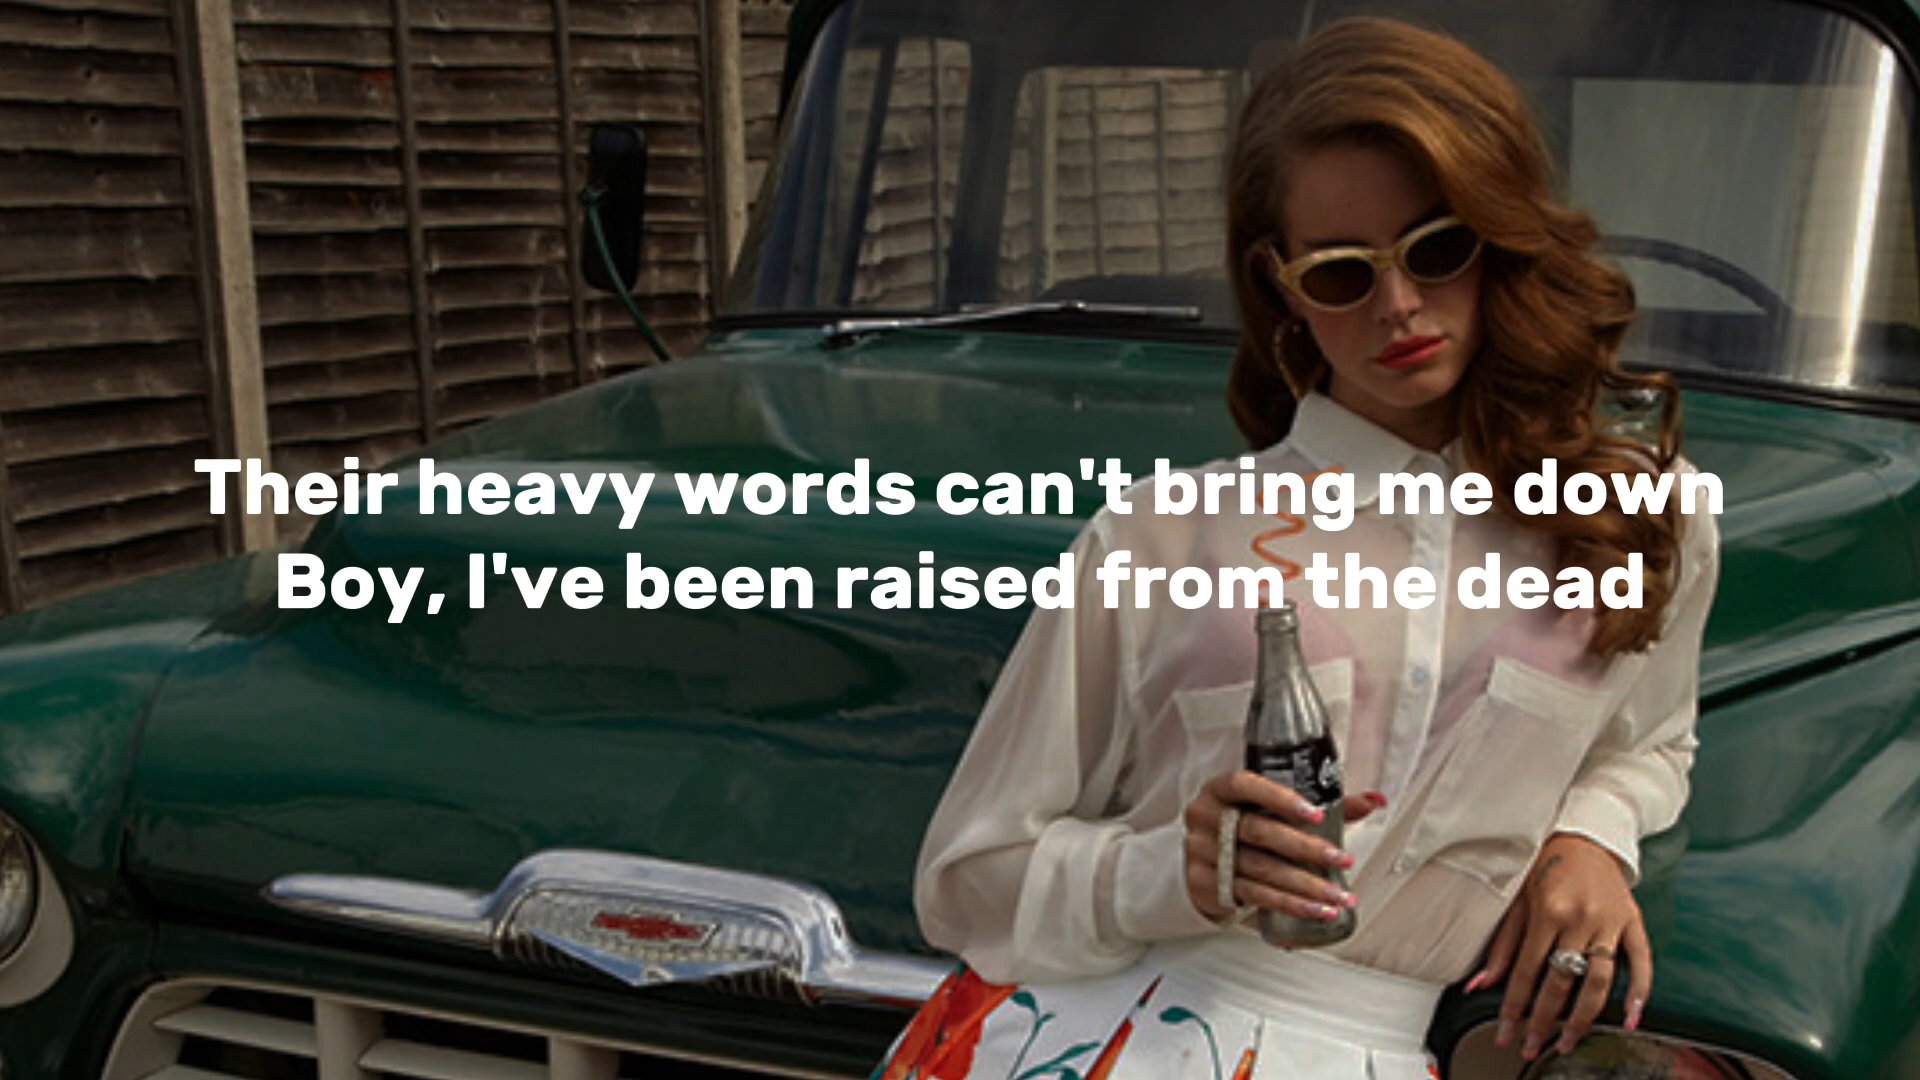 Their heavy words can't bring me down
Boy, I've been raised from the dead